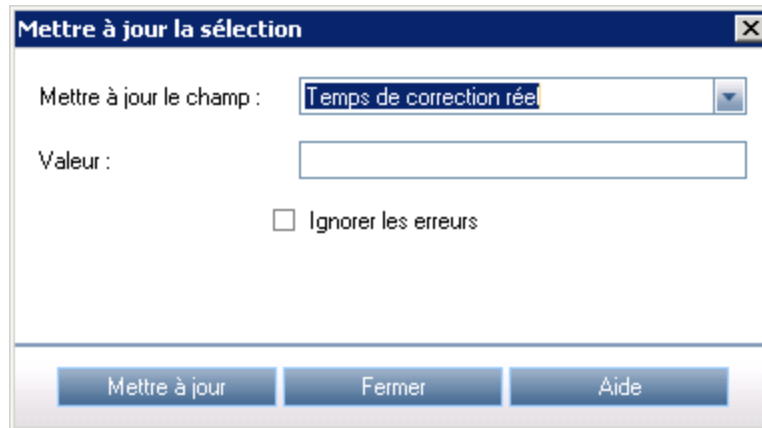 Mettre à jour la sélection
Mettre à jour le champ :
Temps de correction réel
Valeur :
Ignorer les erreurs
Mettre à jour
Fermer
Aide